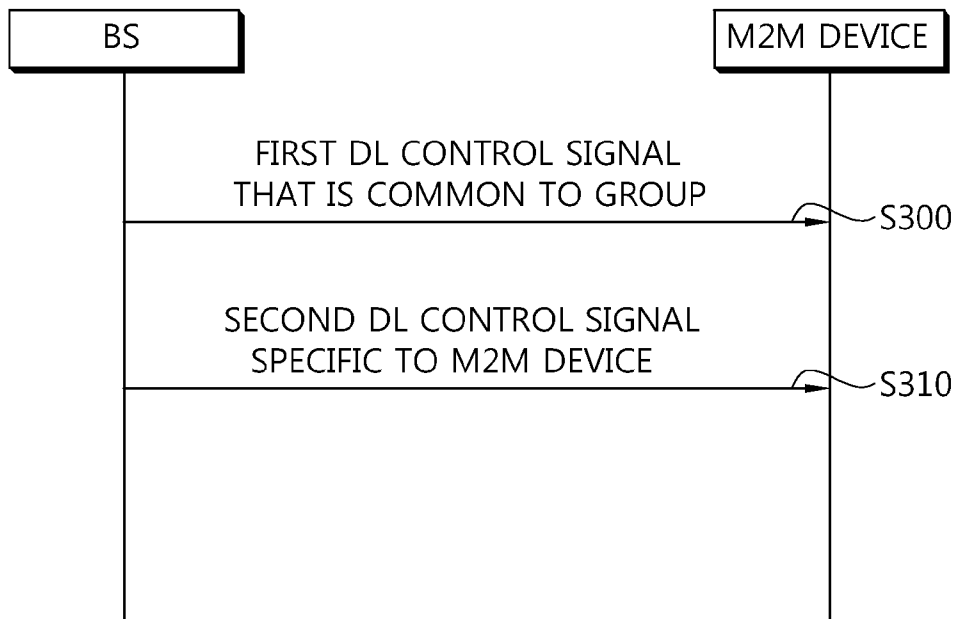 BS
M2M DEVICE
FIRST DL CONTROL SIGNAL
THAT IS COMMON TO GROUP
S300
SECOND DL CONTROL SIGNAL
SPECIFIC TO M2M DEVICE
S310